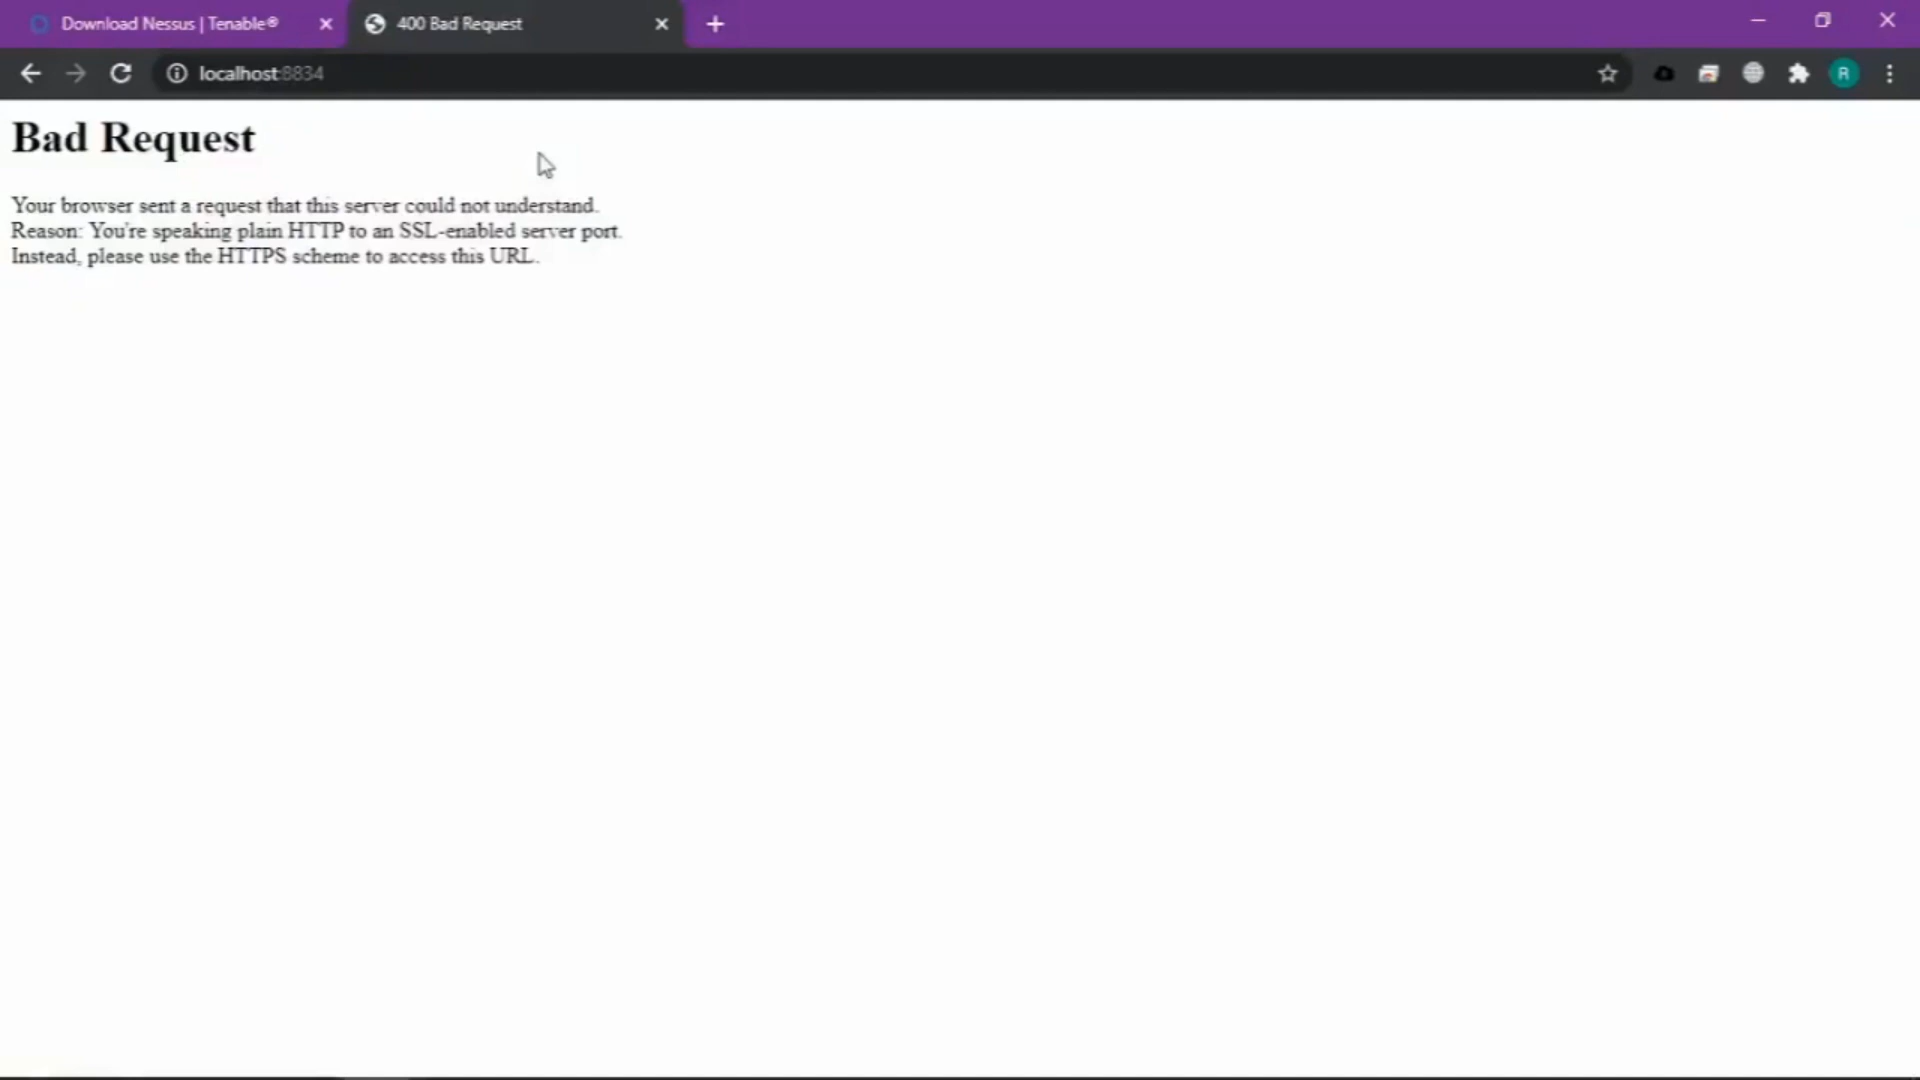 Download Nessus | Tenable®
400 Bad Request
localhost:8834
R
Bad Request
Your browser sent a request that this server could not understand.
Reason: You're speaking plain HTTP to an SSL-enabled server port.
Instead, please use the HTTPS scheme to access this URL.